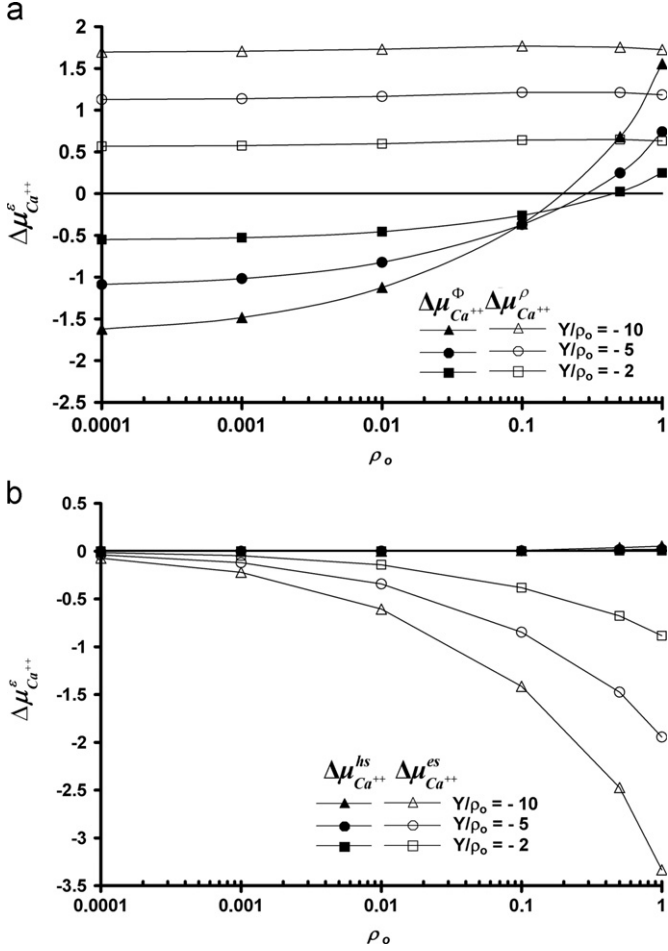 a
2
1.5
1
0.5
0
-0.5
-1
-1.5
-2
-2.5
Δμ^ε_Ca++
Δμ^Φ_Ca++ Δμ^ρ_Ca++
Y/ρo = - 10
Y/ρo = - 5
Y/ρo = - 2
0.0001 0.001 0.01 0.1 1
ρo
b
0.5
0
-0.5
-1
-1.5
-2
-2.5
-3
-3.5
Δμ^ε_Ca++
Δμ^hs_Ca++ Δμ^es_Ca++
Y/ρo = - 10
Y/ρo = - 5
Y/ρo = - 2
0.0001 0.001 0.01 0.1 1
ρo